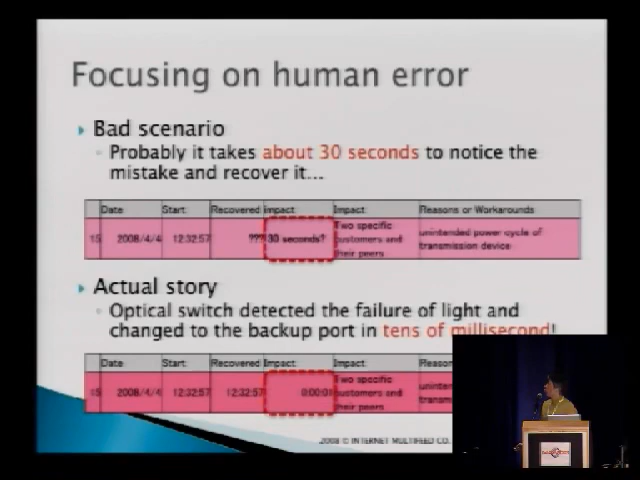 Focusing on human error
Bad scenario
Probably it takes about 30 seconds to notice the
mistake and recover it...
Date Start Recovered Impact Impact Reasons or Workarounds
15 2008/4/4 12:32:57 ??? 30 seconds? Two specific customers and their peers unintended power cycle of transmission device
Actual story
Optical switch detected the failure of light and
changed to the backup port in tens of millisecond!
Date Start Recovered Impact Impact
15 2008/4/4 12:32:57 12:32:57 Two specific customers and their peers
2008 © INTERNET MULTIFEED CO.